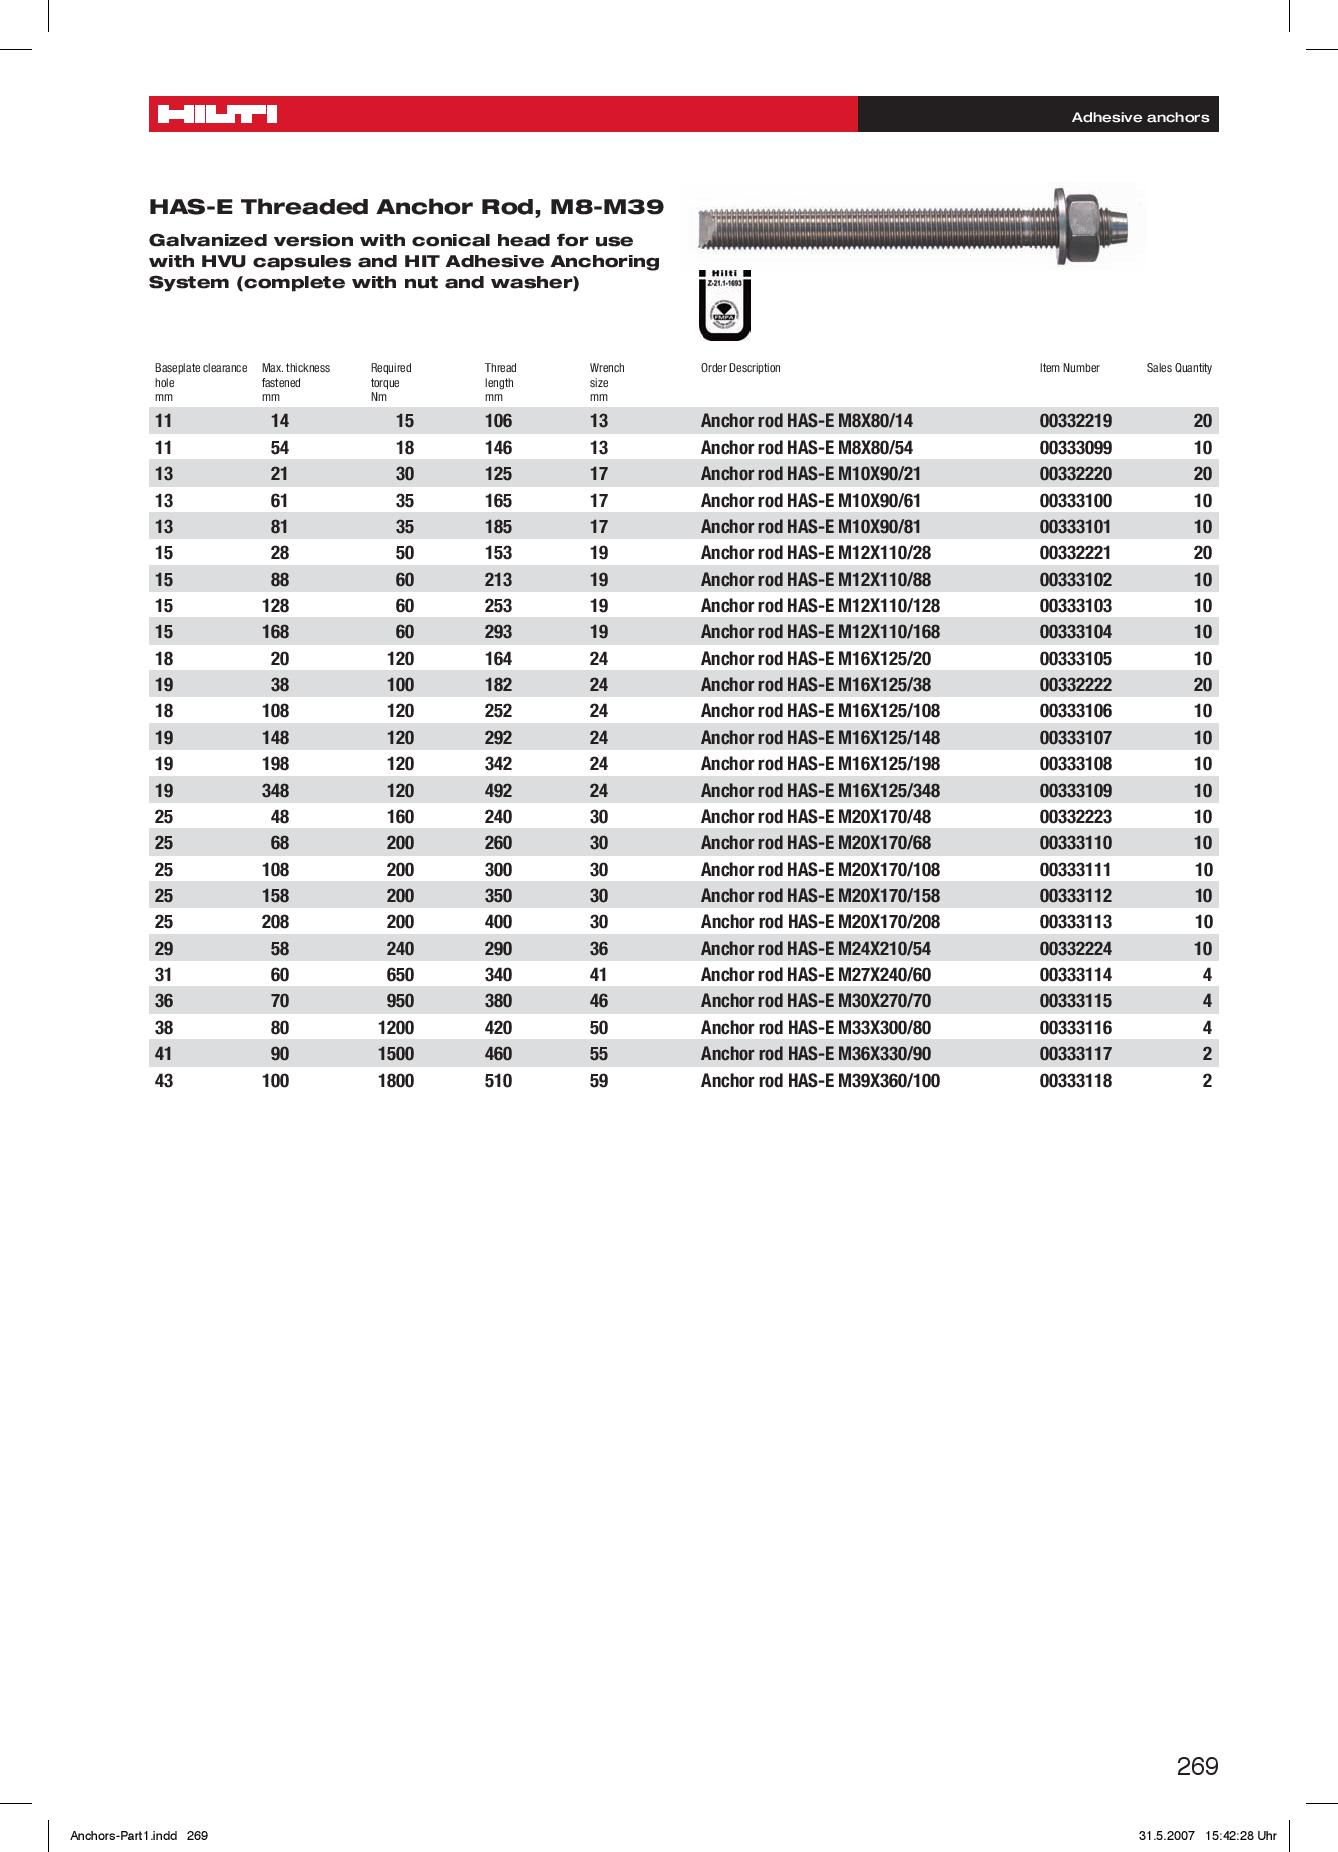 HILTI
Adhesive anchors
HAS-E Threaded Anchor Rod, M8-M39
Galvanized version with conical head for use
with HVU capsules and HIT Adhesive Anchoring
System (complete with nut and washer)
Hilti
Z-21.1-1693
FMPA
Baseplate clearance Max. thickness Required Thread Wrench Order Description Item Number Sales Quantity
hole fastened torque length size
mm mm Nm mm mm
11 14 15 106 13 Anchor rod HAS-E M8X80/14 00332219 20
11 54 18 146 13 Anchor rod HAS-E M8X80/54 00333099 10
13 21 30 125 17 Anchor rod HAS-E M10X90/21 00332220 20
13 61 35 165 17 Anchor rod HAS-E M10X90/61 00333100 10
13 81 35 185 17 Anchor rod HAS-E M10X90/81 00333101 10
15 28 50 153 19 Anchor rod HAS-E M12X110/28 00332221 20
15 88 60 213 19 Anchor rod HAS-E M12X110/88 00333102 10
15 128 60 253 19 Anchor rod HAS-E M12X110/128 00333103 10
15 168 60 293 19 Anchor rod HAS-E M12X110/168 00333104 10
18 20 120 164 24 Anchor rod HAS-E M16X125/20 00333105 10
19 38 100 182 24 Anchor rod HAS-E M16X125/38 00332222 20
18 108 120 252 24 Anchor rod HAS-E M16X125/108 00333106 10
19 148 120 292 24 Anchor rod HAS-E M16X125/148 00333107 10
19 198 120 342 24 Anchor rod HAS-E M16X125/198 00333108 10
19 348 120 492 24 Anchor rod HAS-E M16X125/348 00333109 10
25 48 160 240 30 Anchor rod HAS-E M20X170/48 00332223 10
25 68 200 260 30 Anchor rod HAS-E M20X170/68 00333110 10
25 108 200 300 30 Anchor rod HAS-E M20X170/108 00333111 10
25 158 200 350 30 Anchor rod HAS-E M20X170/158 00333112 10
25 208 200 400 30 Anchor rod HAS-E M20X170/208 00333113 10
29 58 240 290 36 Anchor rod HAS-E M24X210/54 00332224 10
31 60 650 340 41 Anchor rod HAS-E M27X240/60 00333114 4
36 70 950 380 46 Anchor rod HAS-E M30X270/70 00333115 4
38 80 1200 420 50 Anchor rod HAS-E M33X300/80 00333116 4
41 90 1500 460 55 Anchor rod HAS-E M36X330/90 00333117 2
43 100 1800 510 59 Anchor rod HAS-E M39X360/100 00333118 2
269
Anchors-Part1.indd 269
31.5.2007 15:42:28 Uhr